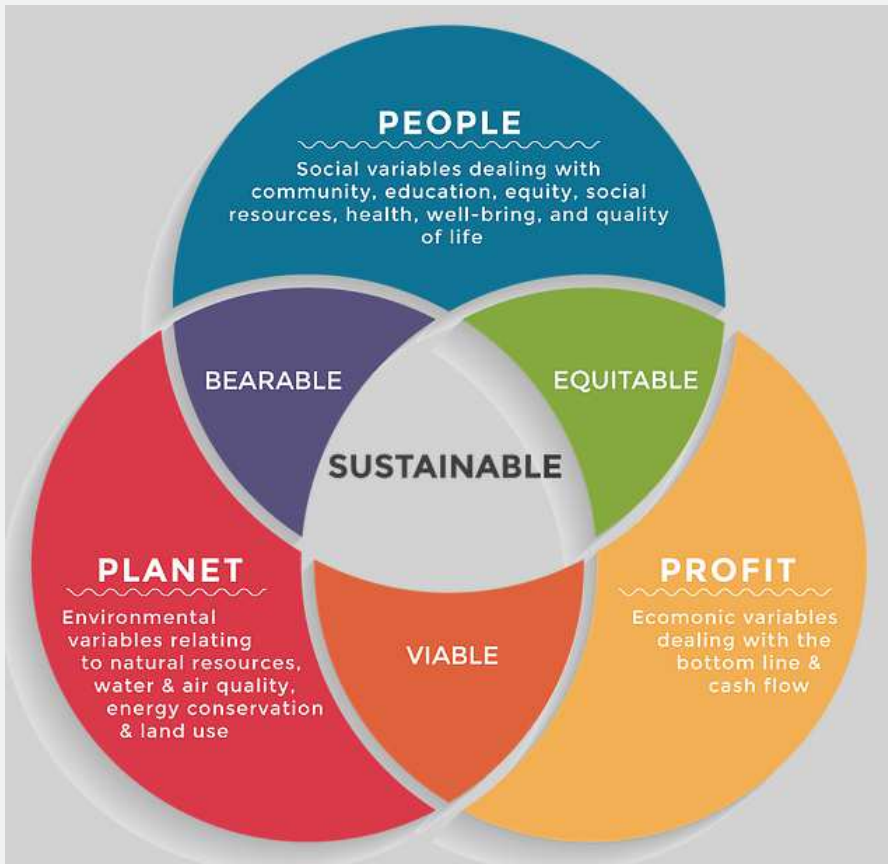 PEOPLE
Social variables dealing with
community, education, equity, social
resources, health, well-bring, and quality
of life
BEARABLE
EQUITABLE
SUSTAINABLE
PLANET
Environmental
variables relating
to natural resources,
water & air quality,
energy conservation
& land use
PROFIT
Ecomonic variables
dealing with the
bottom line &
cash flow
VIABLE